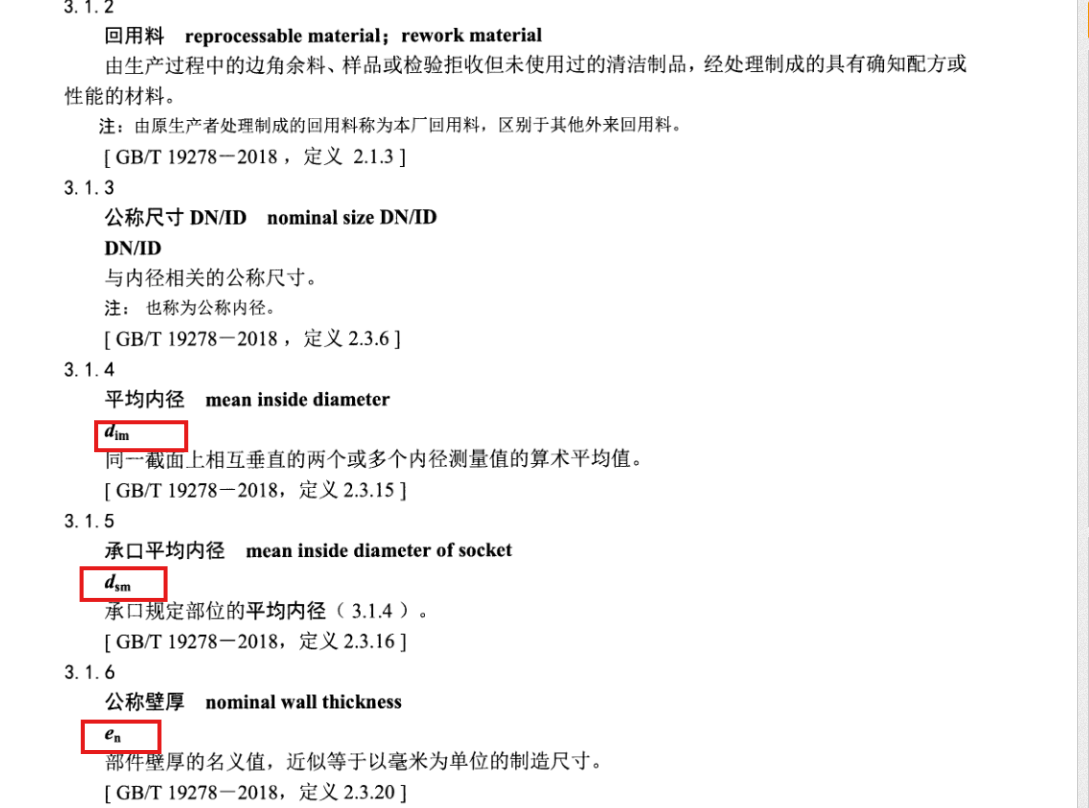 3.1.2
回用料 reprocessable material; rework material
由生产过程中的边角余料、样品或检验拒收但未使用过的清洁制品，经处理制成的具有确知配方或
性能的材料。
注：由原生产者处理制成的回用料称为本厂回用料，区别于其他外来回用料。
[ GB/T 19278－2018 ，定义 2.1.3 ]
3.1.3
公称尺寸 DN/ID nominal size DN/ID
DN/ID
与内径相关的公称尺寸。
注： 也称为公称内径。
[ GB/T 19278－2018 ，定义 2.3.6 ]
3.1.4
平均内径 mean inside diameter
dim
同一截面上相互垂直的两个或多个内径测量值的算术平均值。
[ GB/T 19278－2018，定义 2.3.15 ]
3.1.5
承口平均内径 mean inside diameter of socket
dsm
承口规定部位的平均内径（ 3.1.4 ）。
[ GB/T 19278－2018，定义 2.3.16 ]
3.1.6
公称壁厚 nominal wall thickness
en
部件壁厚的名义值，近似等于以毫米为单位的制造尺寸。
[ GB/T 19278－2018，定义 2.3.20 ]